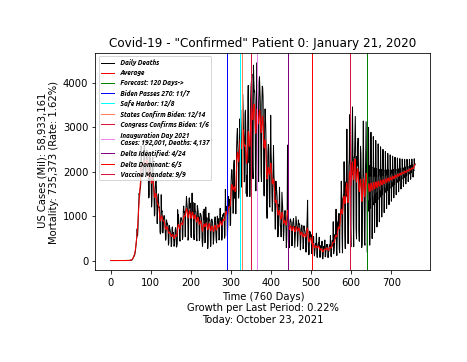 Covid-19 - "Confirmed" Patient 0: January 21, 2020
US Cases (Mil): 58,933,161
Mortality: 735,373 (Rate: 1.62%)
4000
3000
2000
1000
0
Daily Deaths
Average
Forecast: 120 Days->
Biden Passes 270: 11/7
Safe Harbor: 12/8
States Confirm Biden: 12/14
Congress Confirms Biden: 1/6
Inauguration Day 2021
Cases: 192,001, Deaths: 4,137
Delta Identified: 4/24
Delta Dominant: 6/5
Vaccine Mandate: 9/9
0 100 200 300 400 500 600 700
Time (760 Days)
Growth per Last Period: 0.22%
Today: October 23, 2021